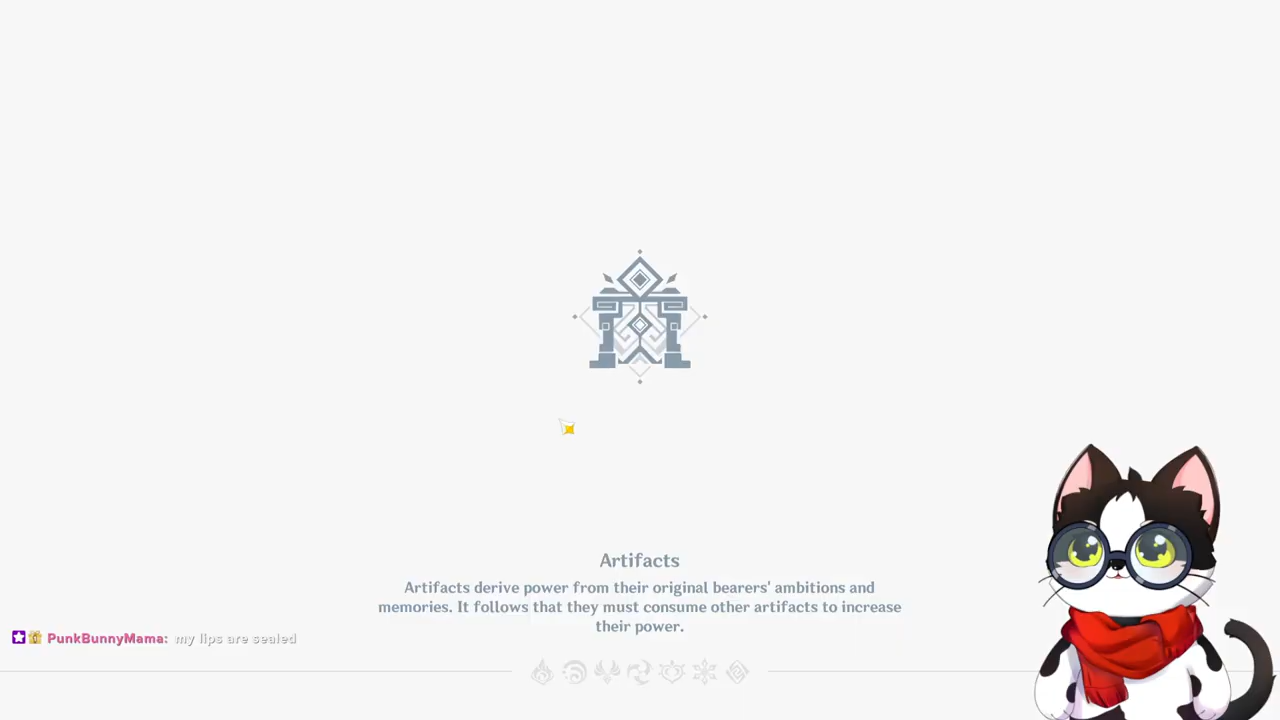 Artifacts
Artifacts derive power from their original bearers' ambitions and
memories. It follows that they must consume other artifacts to increase
their power.
PunkBunnyMama: my lips are sealed